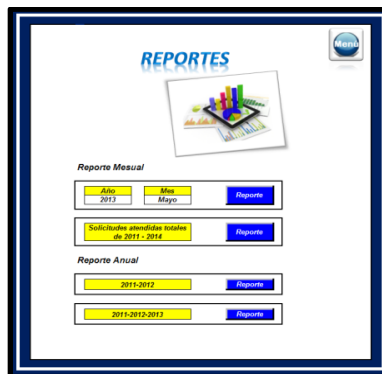 Menú
REPORTES
Reporte Mesual
Año Mes
2013 Mayo Reporte
Solicitudes atendidas totales
de 2011 - 2014 Reporte
Reporte Anual
2011-2012 Reporte
2011-2012-2013 Reporte